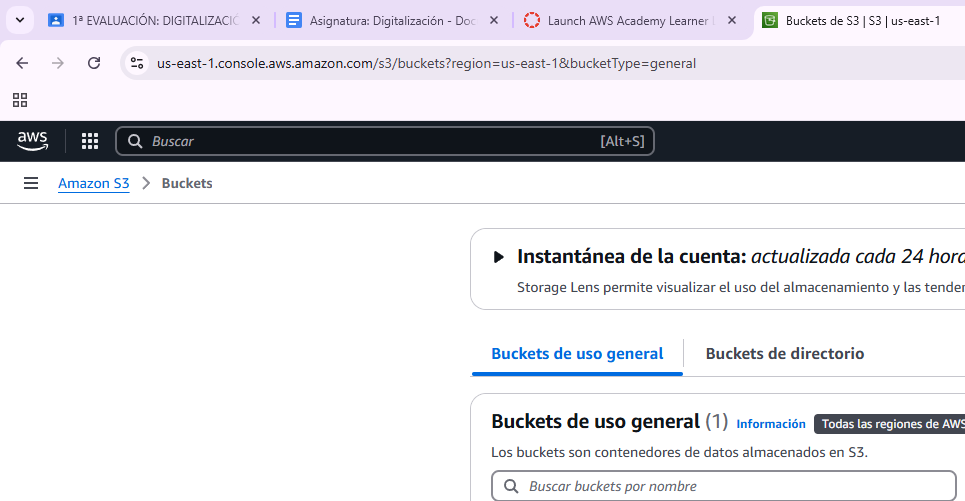 1ª EVALUACIÓN: DIGITALIZACIÓ
Asignatura: Digitalización - Doc
Launch AWS Academy Learner L
Buckets de S3 | S3 | us-east-1
us-east-1.console.aws.amazon.com/s3/buckets?region=us-east-1&bucketType=general
aws
Buscar
[Alt+S]
Amazon S3
Buckets
Instantánea de la cuenta: actualizada cada 24 hora
Storage Lens permite visualizar el uso del almacenamiento y las tender
Buckets de uso general
Buckets de directorio
Buckets de uso general (1) Información Todas las regiones de AWS
Los buckets son contenedores de datos almacenados en S3.
Buscar buckets por nombre